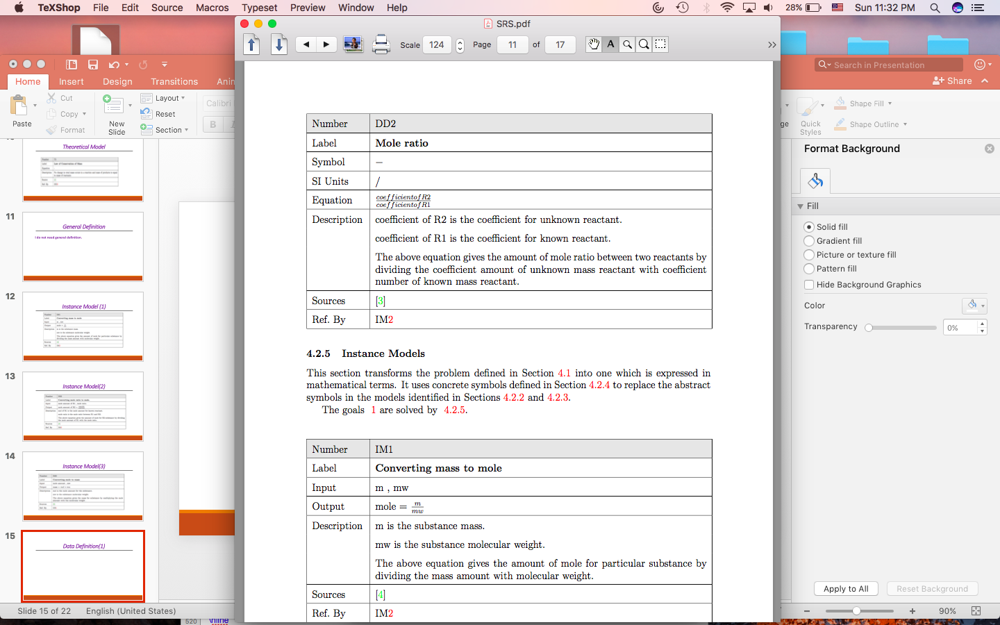 TeXShop File Edit Source Macros Typeset Preview Window Help 28% Sun 11:32 PM
SRS.pdf
Scale 124 Page 11 of 17 A >>
Search in Presentation
Home Insert Design Transitions Ani
Share
Paste
Cut
Copy
Format
New
Slide
Layout
Reset
Section
Calibri
B I
ge
Quick
Styles
Shape Fill
Shape Outline
Theoretical Model
11
General Definition
I do not need general definition.
12
Instance Model (1)
13
Instance Model(2)
14
Instance Model(3)
15
Data Definition(1)
Slide 15 of 22 English (United States)
520 \hline
Number DD2
Label Mole ratio
Symbol –
SI Units /
Equation coefficientofR2
coefficientofR1
Description coefficient of R2 is the coefficient for unknown reactant.
coefficient of R1 is the coefficient for known reactant.
The above equation gives the amount of mole ratio between two reactants by
dividing the coefficient amount of unknown mass reactant with coefficient
number of known mass reactant.
Sources [3]
Ref. By IM2
4.2.5 Instance Models
This section transforms the problem defined in Section 4.1 into one which is expressed in
mathematical terms. It uses concrete symbols defined in Section 4.2.4 to replace the abstract
symbols in the models identified in Sections 4.2.2 and 4.2.3.
The goals 1 are solved by 4.2.5.
Number IM1
Label Converting mass to mole
Input m , mw
Output mole = m
mw
Description m is the substance mass.
mw is the substance molecular weight.
The above equation gives the amount of mole for particular substance by
dividing the mass amount with molecular weight.
Sources [4]
Ref. By IM2
Format Background
Fill
Solid fill
Gradient fill
Picture or texture fill
Pattern fill
Hide Background Graphics
Color
Transparency 0%
Apply to All Reset Background
90%